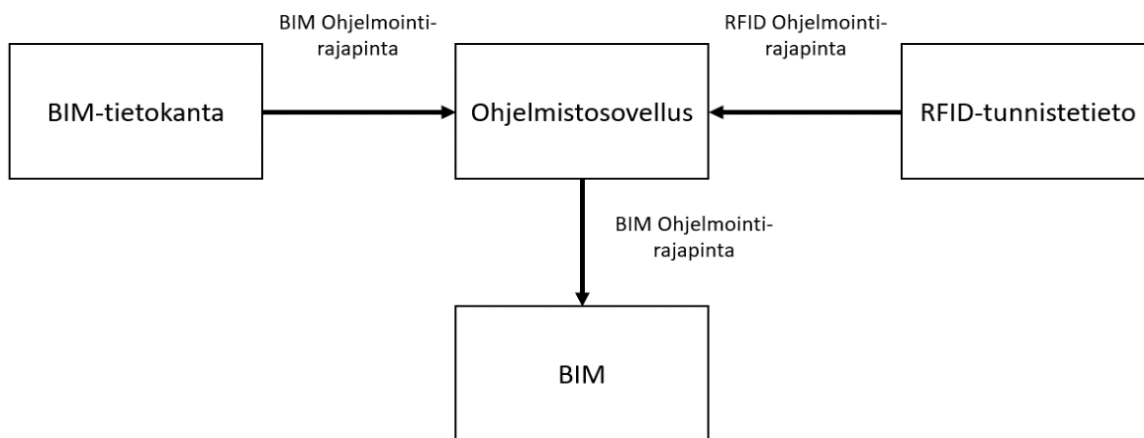 BIM Ohjelmointi-
rajapinta
RFID Ohjelmointi-
rajapinta
BIM-tietokanta
Ohjelmistosovellus
RFID-tunnistetieto
BIM Ohjelmointi-
rajapinta
BIM